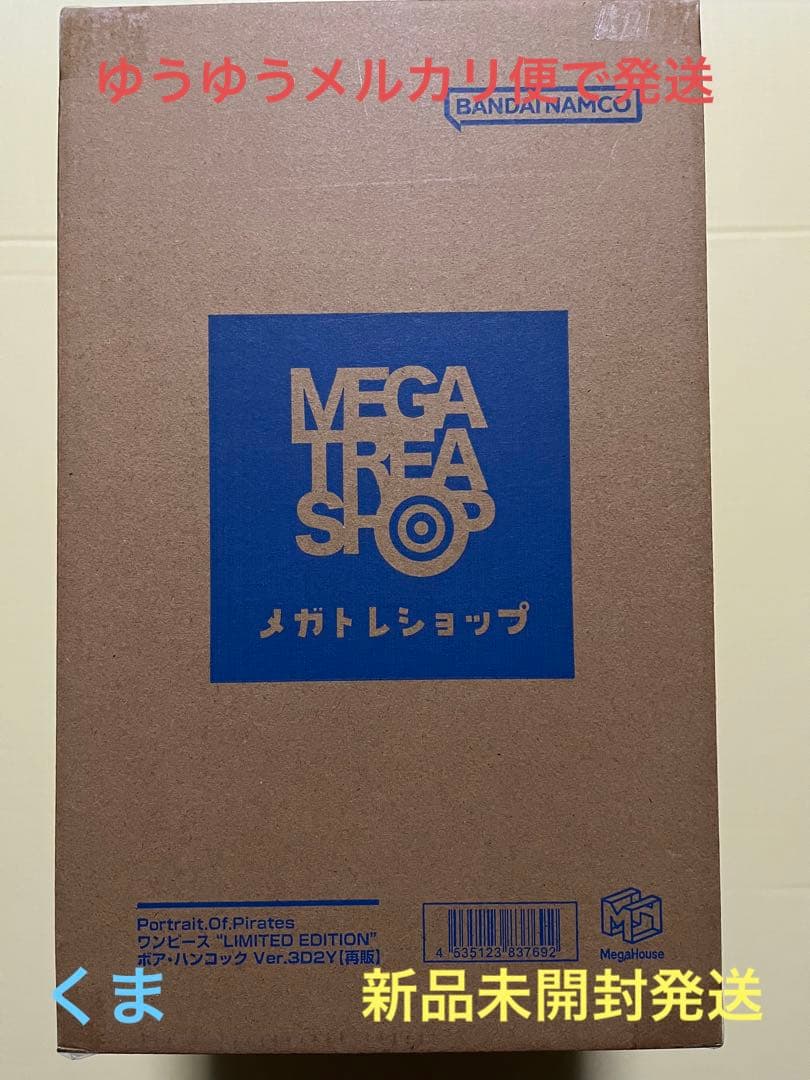 ゆうゆうメルカリ便で発送
BANDAI NAMCO
MEGA
TREA
SHOP
メガトレショップ
Portrait.Of.Pirates
ワンピース “LIMITED EDITION”
ボア・ハンコック Ver.3D2Y【再販】
4 535123 837692
MegaHouse
くま
新品未開封発送